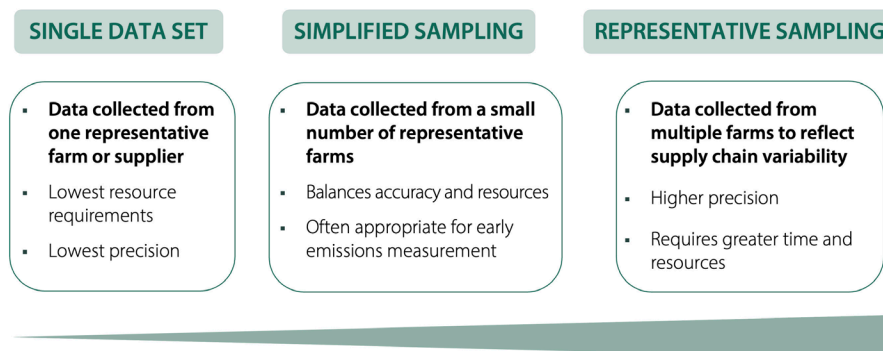 SINGLE DATA SET
SIMPLIFIED SAMPLING
REPRESENTATIVE SAMPLING
▪ Data collected from
one representative
farm or supplier
▪ Lowest resource
requirements
▪ Lowest precision
▪ Data collected from a small
number of representative
farms
▪ Balances accuracy and resources
▪ Often appropriate for early
emissions measurement
▪ Data collected from
multiple farms to reflect
supply chain variability
▪ Higher precision
▪ Requires greater time and
resources